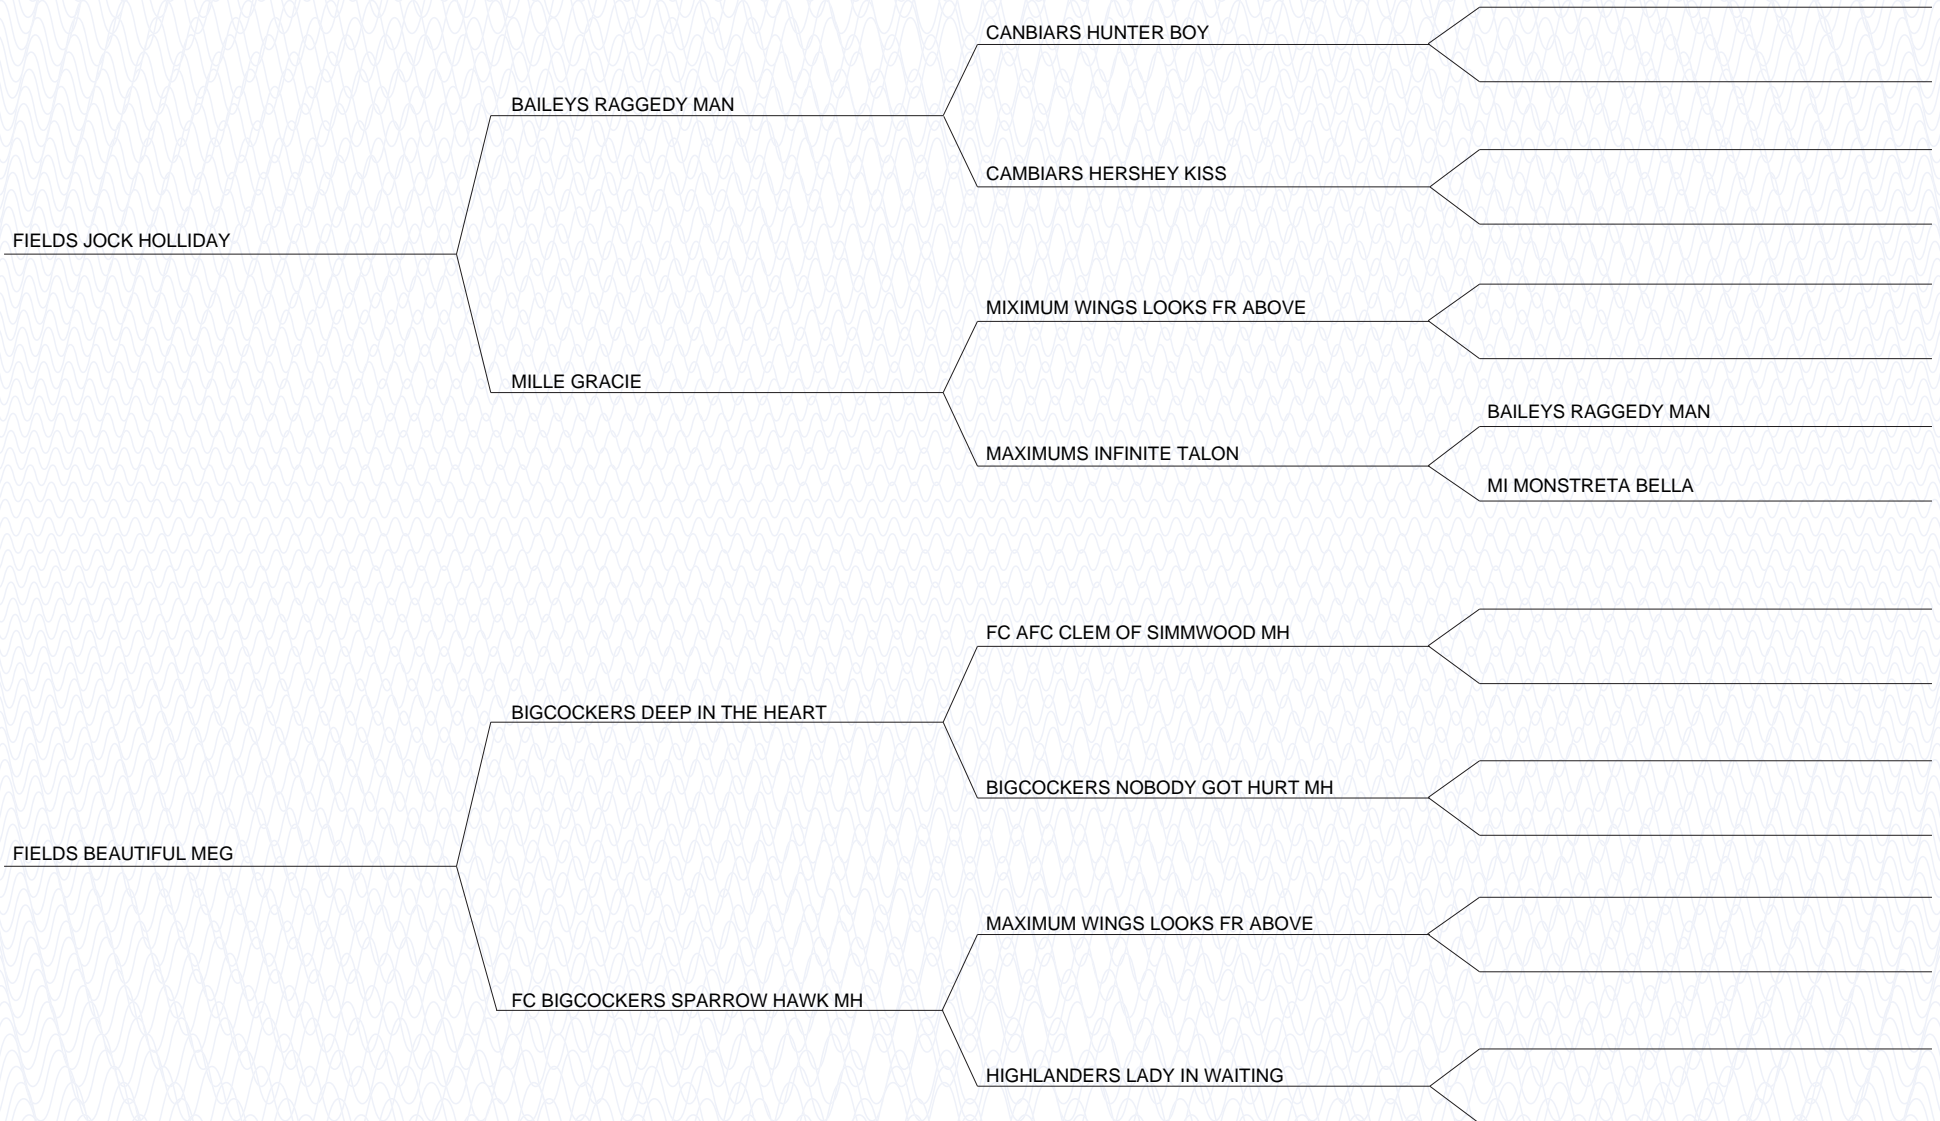 CANBIARS HUNTER BOY
BAILEYS RAGGEDY MAN
CAMBIARS HERSHEY KISS
FIELDS JOCK HOLLIDAY
MIXIMUM WINGS LOOKS FR ABOVE
MILLE GRACIE
BAILEYS RAGGEDY MAN
MAXIMUMS INFINITE TALON
MI MONSTRETA BELLA
FC AFC CLEM OF SIMMWOOD MH
BIGCOCKERS DEEP IN THE HEART
BIGCOCKERS NOBODY GOT HURT MH
FIELDS BEAUTIFUL MEG
MAXIMUM WINGS LOOKS FR ABOVE
FC BIGCOCKERS SPARROW HAWK MH
HIGHLANDERS LADY IN WAITING